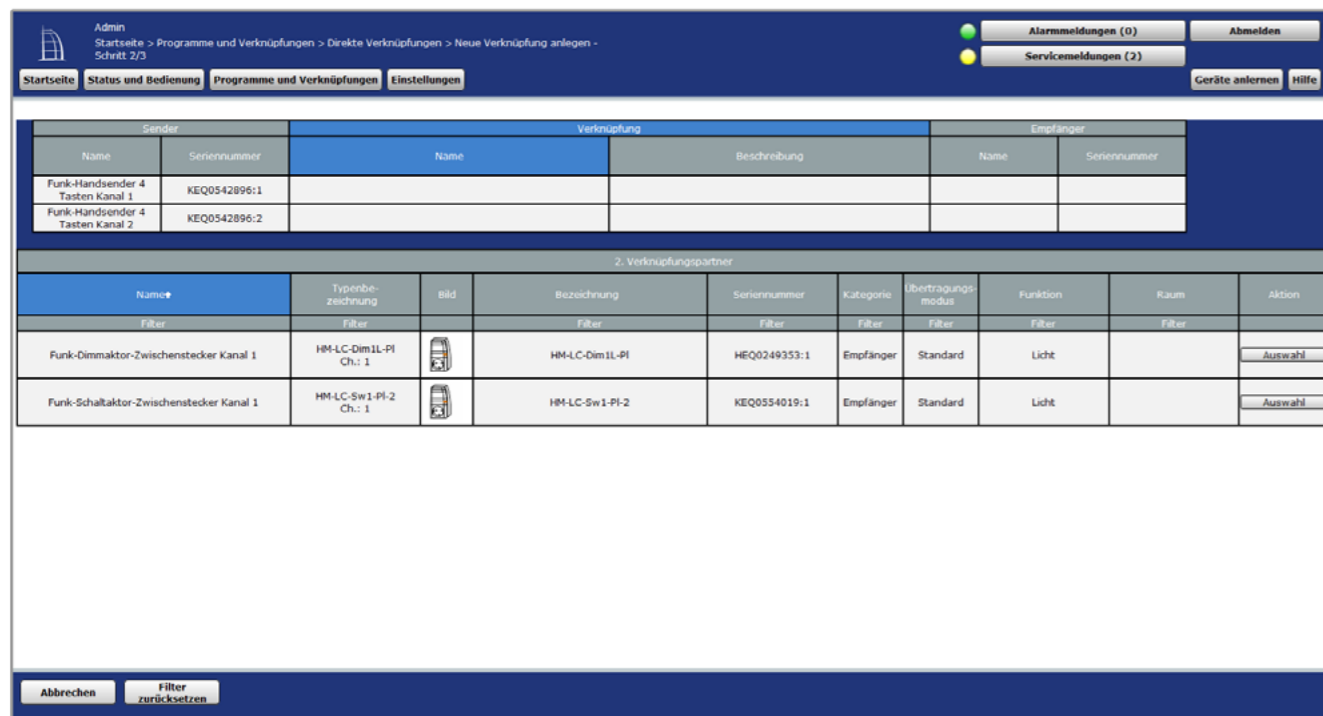 Admin
Startseite > Programme und Verknüpfungen > Direkte Verknüpfungen > Neue Verknüpfung anlegen -
Schritt 2/3
Alarmmeldungen (0)
Abmelden
Servicemeldungen (2)
Startseite Status und Bedienung Programme und Verknüpfungen Einstellungen
Geräte anlernen Hilfe
Sender Verknüpfung Empfänger
Name Seriennummer Name Beschreibung Name Seriennummer
Funk-Handsender 4
Tasten Kanal 1
KEQ0542896:1
Funk-Handsender 4
Tasten Kanal 2
KEQ0542896:2
2. Verknüpfungspartner
Name Typenbe-
zeichnung
Bild Bezeichnung Seriennummer Kategorie Übertragungs-
modus
Funktion Raum Aktion
Filter Filter Filter Filter Filter Filter Filter Filter
Funk-Dimmaktor-Zwischenstecker Kanal 1
HM-LC-Dim1L-Pl
Ch.: 1
HM-LC-Dim1L-Pl HEQ0249353:1 Empfänger Standard Licht Auswahl
Funk-Schaltaktor-Zwischenstecker Kanal 1
HM-LC-Sw1-Pl-2
Ch.: 1
HM-LC-Sw1-Pl-2 KEQ0554019:1 Empfänger Standard Licht Auswahl
Abbrechen
Filter
zurücksetzen